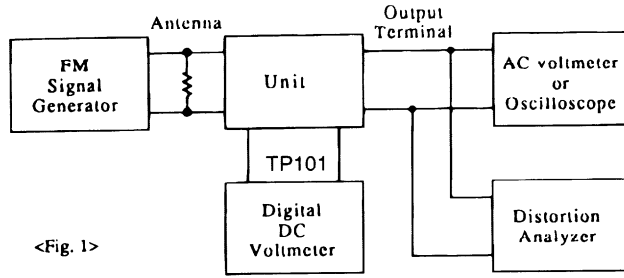 Antenna
Output
Terminal
FM
Signal
Generator
Unit
AC voltmeter
or
Oscilloscope
TP101
Digital
DC
Voltmeter
Distortion
Analyzer
<Fig. 1>